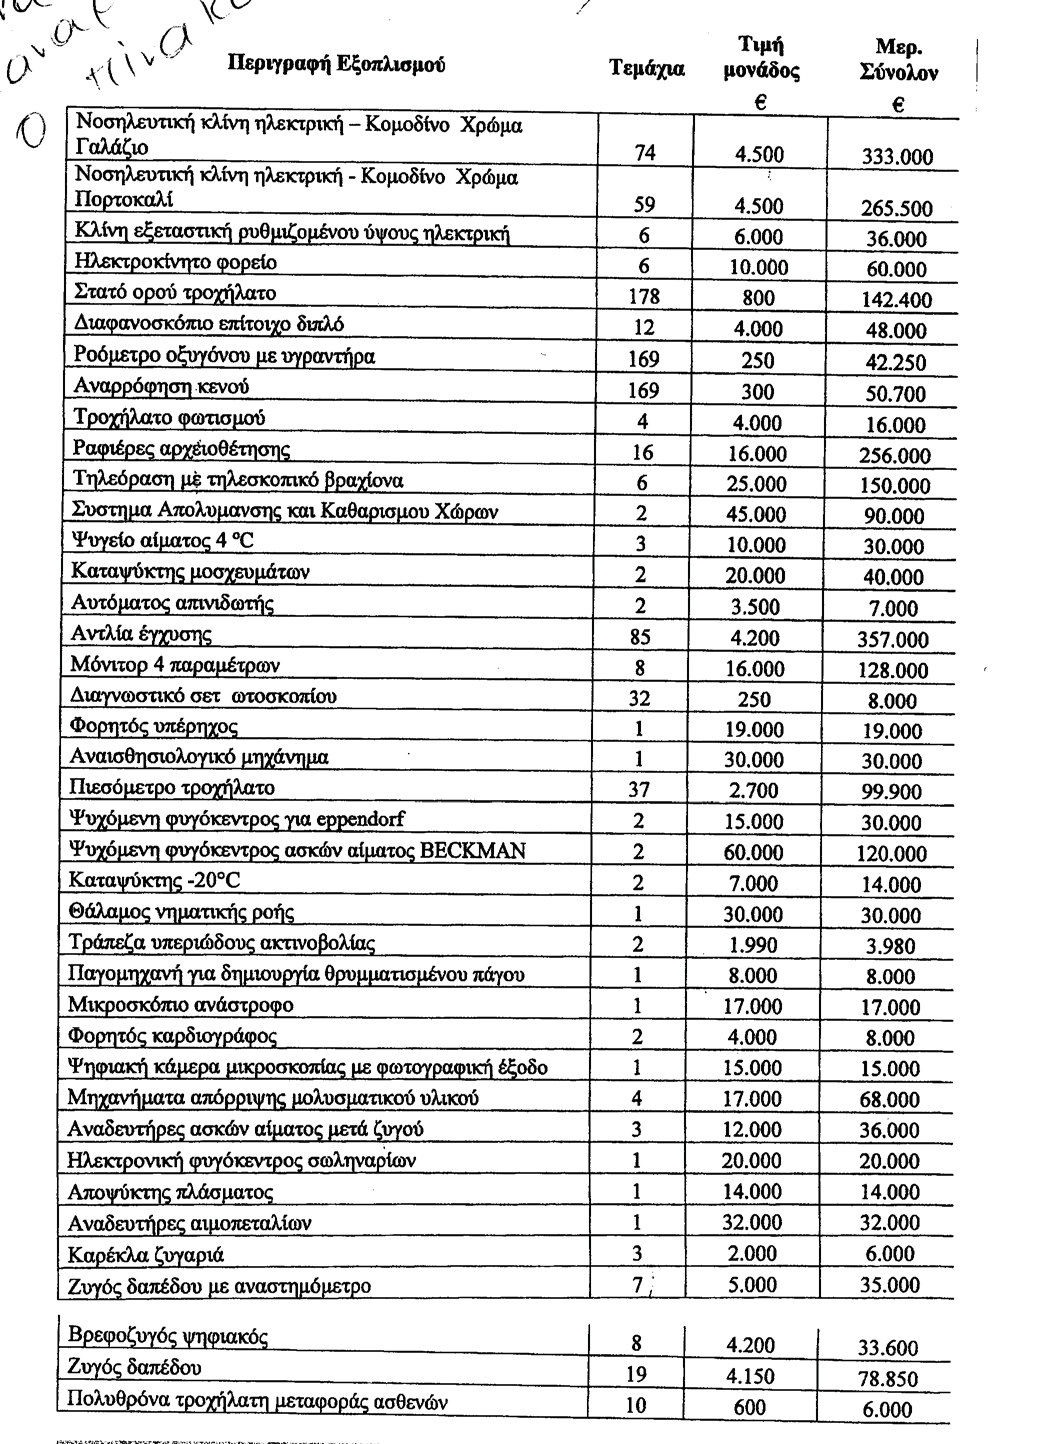 αναρ
ο πίνακ
Περιγραφή Εξοπλισμού Τεμάχια Τιμή μονάδος € Μερ. Σύνολον €
Νοσηλευτική κλίνη ηλεκτρική – Κομοδίνο Χρώμα
Γαλάζιο 74 4.500 333.000
Νοσηλευτική κλίνη ηλεκτρική - Κομοδίνο Χρώμα
Πορτοκαλί 59 4.500 265.500
Κλίνη εξεταστική ρυθμιζομένου ύψους ηλεκτρική 6 6.000 36.000
Ηλεκτροκίνητο φορείο 6 10.000 60.000
Στατό ορού τροχήλατο 178 800 142.400
Διαφανοσκόπιο επίτοιχο διπλό 12 4.000 48.000
Ροόμετρο οξυγόνου με υγραντήρα 169 250 42.250
Αναρρόφηση κενού 169 300 50.700
Τροχήλατο φωτισμού 4 4.000 16.000
Ραφιέρες αρχειοθέτησης 16 16.000 256.000
Τηλεόραση με τηλεσκοπικό βραχίονα 6 25.000 150.000
Συστημα Απολυμανσης και Καθαρισμου Χώρων 2 45.000 90.000
Ψυγείο αίματος 4 °C 3 10.000 30.000
Καταψύκτης μοσχευμάτων 2 20.000 40.000
Αυτόματος απινιδωτής 2 3.500 7.000
Αντλία έγχυσης 85 4.200 357.000
Μόνιτορ 4 παραμέτρων 8 16.000 128.000
Διαγνωστικό σετ ωτοσκοπίου 32 250 8.000
Φορητός υπέρηχος 1 19.000 19.000
Αναισθησιολογικό μηχάνημα 1 30.000 30.000
Πιεσόμετρο τροχήλατο 37 2.700 99.900
Ψυχόμενη φυγόκεντρος για eppendorf 2 15.000 30.000
Ψυχόμενη φυγόκεντρος ασκών αίματος BECKMAN 2 60.000 120.000
Καταψύκτης -20°C 2 7.000 14.000
Θάλαμος νηματικής ροής 1 30.000 30.000
Τράπεζα υπεριώδους ακτινοβολίας 2 1.990 3.980
Παγομηχανή για δημιουργία θρυμματισμένου πάγου 1 8.000 8.000
Μικροσκόπιο ανάστροφο 1 17.000 17.000
Φορητός καρδιογράφος 2 4.000 8.000
Ψηφιακή κάμερα μικροσκοπίας με φωτογραφική έξοδο 1 15.000 15.000
Μηχανήματα απόρριψης μολυσματικού υλικού 4 17.000 68.000
Αναδευτήρες ασκών αίματος μετά ζυγού 3 12.000 36.000
Ηλεκτρονική φυγόκεντρος σωληναρίων 1 20.000 20.000
Αποψύκτης πλάσματος 1 14.000 14.000
Αναδευτήρες αιμοπεταλίων 1 32.000 32.000
Καρέκλα ζυγαριά 3 2.000 6.000
Ζυγός δαπέδου με αναστημόμετρο 7 5.000 35.000
Βρεφοζυγός ψηφιακός 8 4.200 33.600
Ζυγός δαπέδου 19 4.150 78.850
Πολυθρόνα τροχήλατη μεταφοράς ασθενών 10 600 6.000